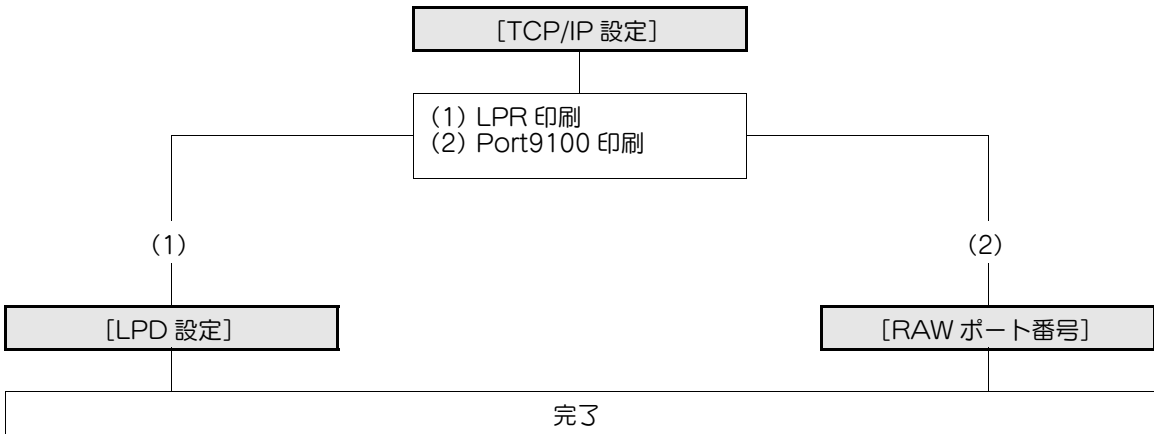 ［TCP/IP 設定］
（1）LPR 印刷
（2）Port9100 印刷
（1）
（2）
［LPD 設定］
［RAW ポート番号］
完了